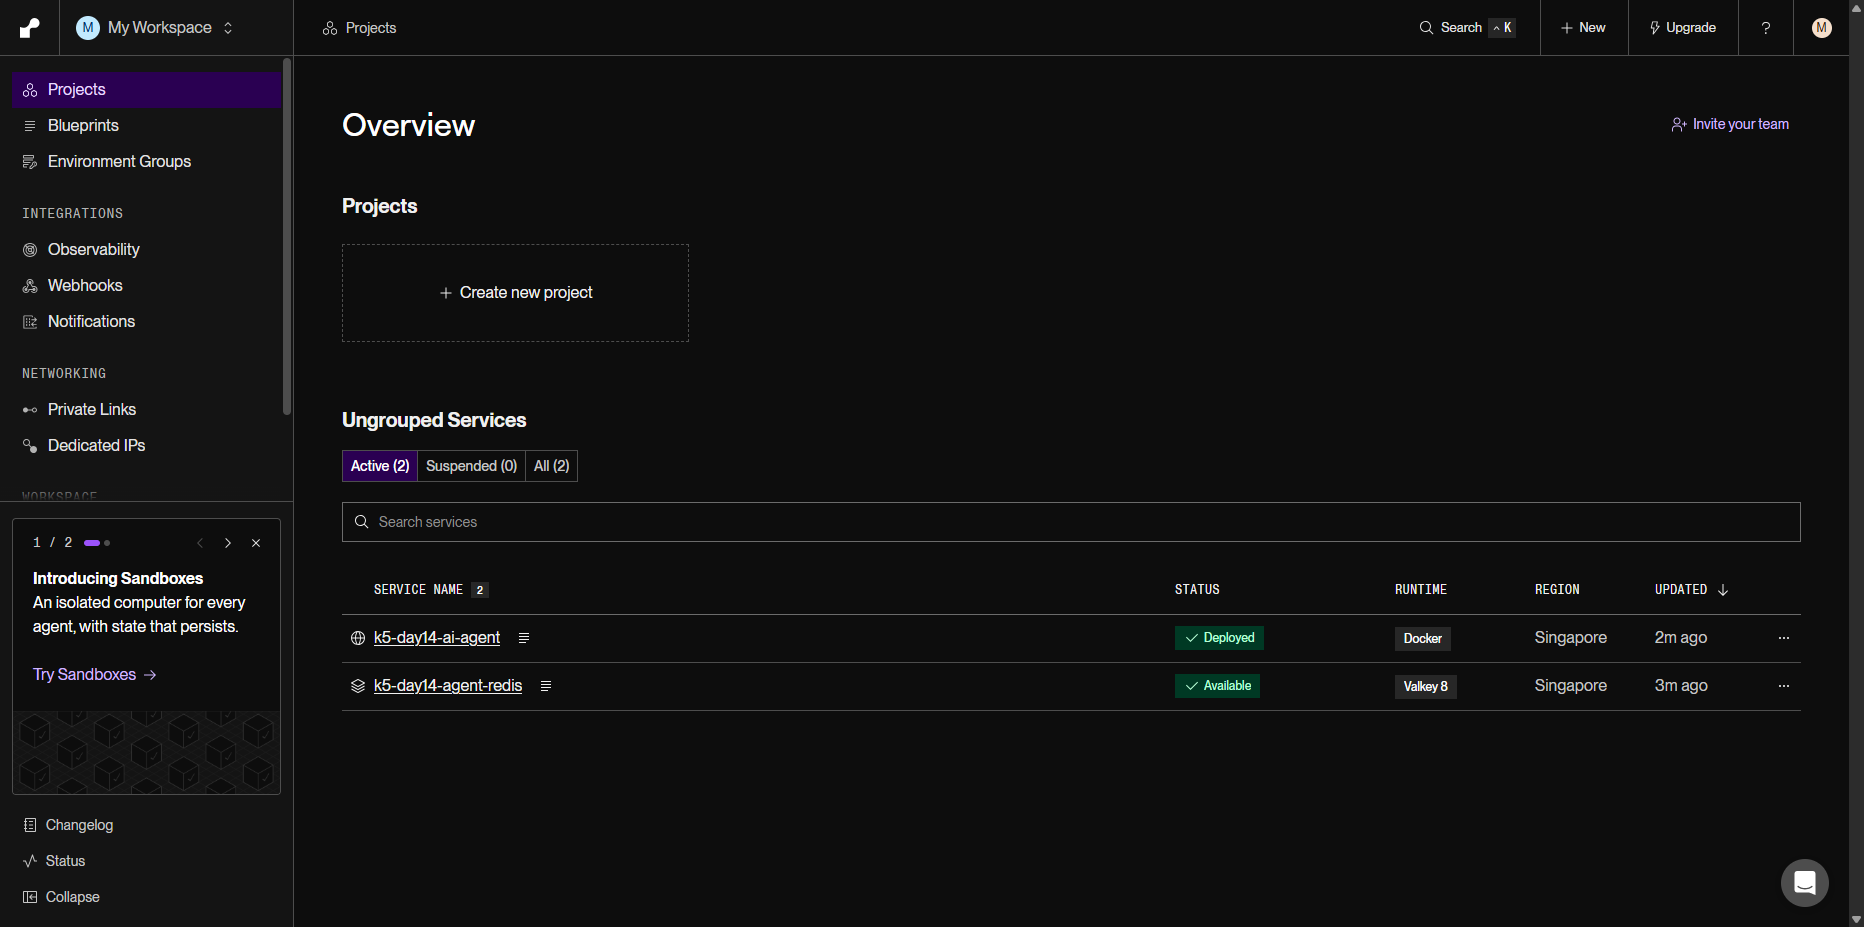 M My Workspace
Projects
Search ^ K
+ New
Upgrade
?
M
Projects
Blueprints
Environment Groups
INTEGRATIONS
Observability
Webhooks
Notifications
NETWORKING
Private Links
Dedicated IPs
WORKSPACE
1 / 2
Introducing Sandboxes
An isolated computer for every
agent, with state that persists.
Try Sandboxes →
Changelog
Status
Collapse
Overview
Invite your team
Projects
+ Create new project
Ungrouped Services
Active (2) Suspended (0) All (2)
Search services
SERVICE NAME 2 STATUS RUNTIME REGION UPDATED ↓
k5-day14-ai-agent ✓ Deployed Docker Singapore 2m ago ···
k5-day14-agent-redis ✓ Available Valkey 8 Singapore 3m ago ···